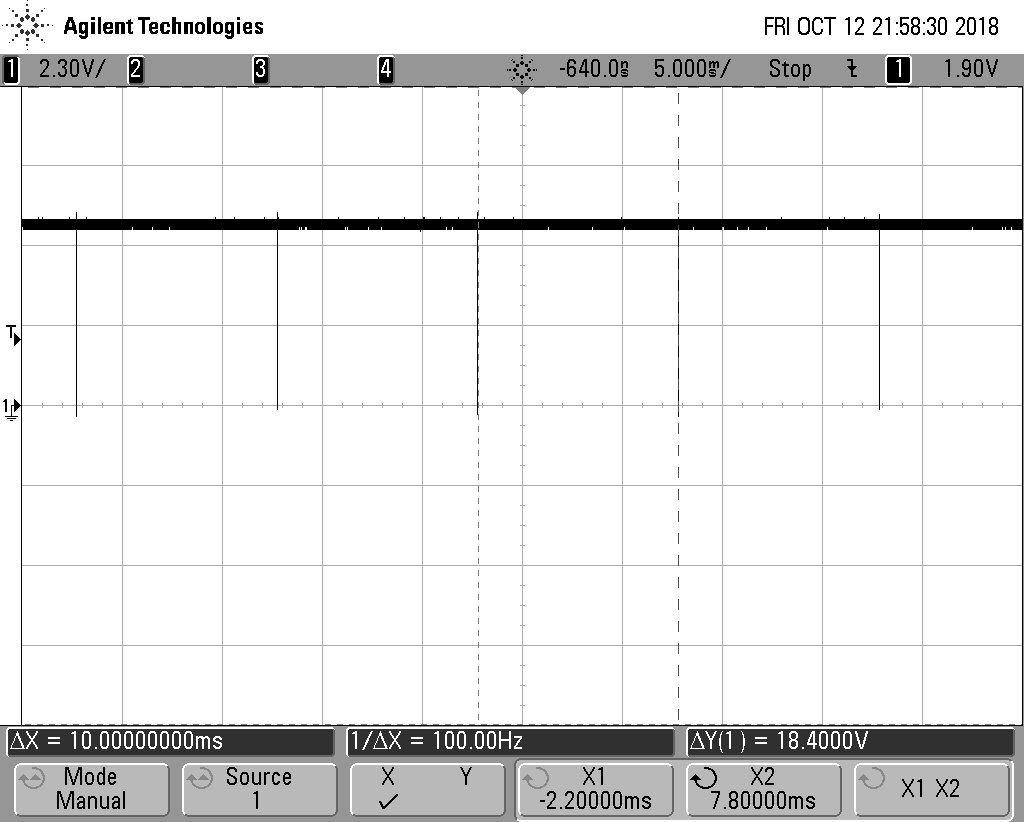 Agilent Technologies
FRI OCT 12 21:58:30 2018
1 2.30V/ 2 3 4 -640.0ns 5.000ms/ Stop 1 1.90V
T
1
ΔX = 10.00000000ms 1/ΔX = 100.00Hz ΔY(1) = 18.4000V
Mode Source X Y X1 X2 X1 X2
Manual 1 ✓ -2.20000ms 7.80000ms